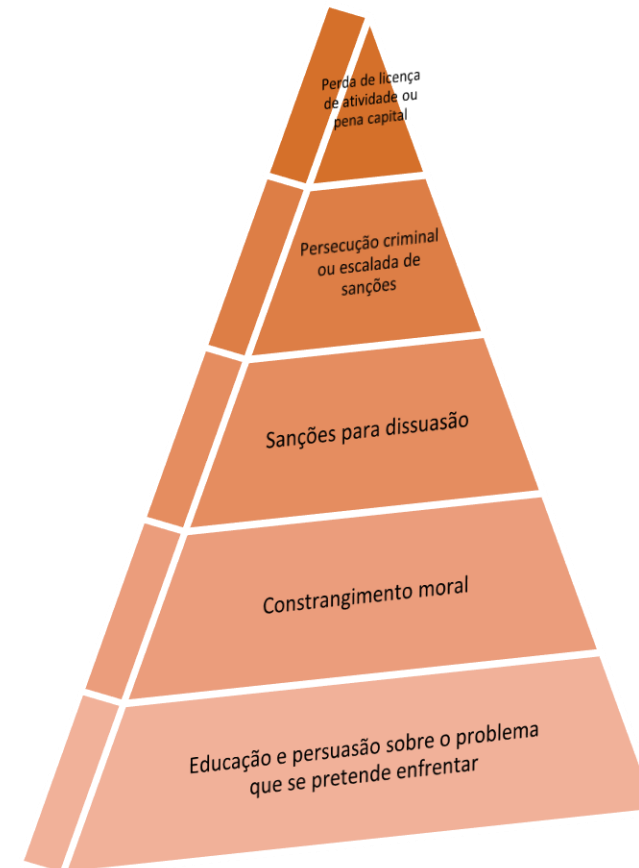 Perda de licença
de atividade ou
pena capital
Persecução criminal
ou escalada de
sanções
Sanções para dissuasão
Constrangimento moral
Educação e persuasão sobre o problema
que se pretende enfrentar